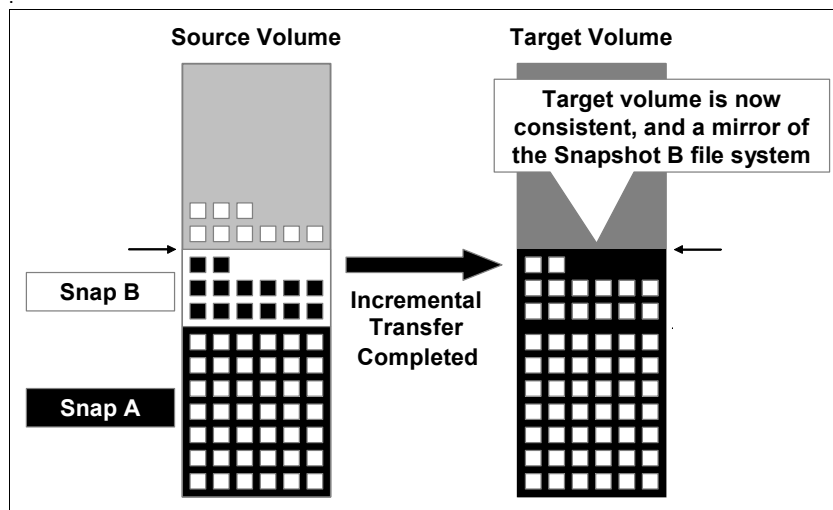 Source Volume
Target Volume
Target volume is now
consistent, and a mirror of
the Snapshot B file system
Snap B
Incremental
Transfer
Completed
Snap A